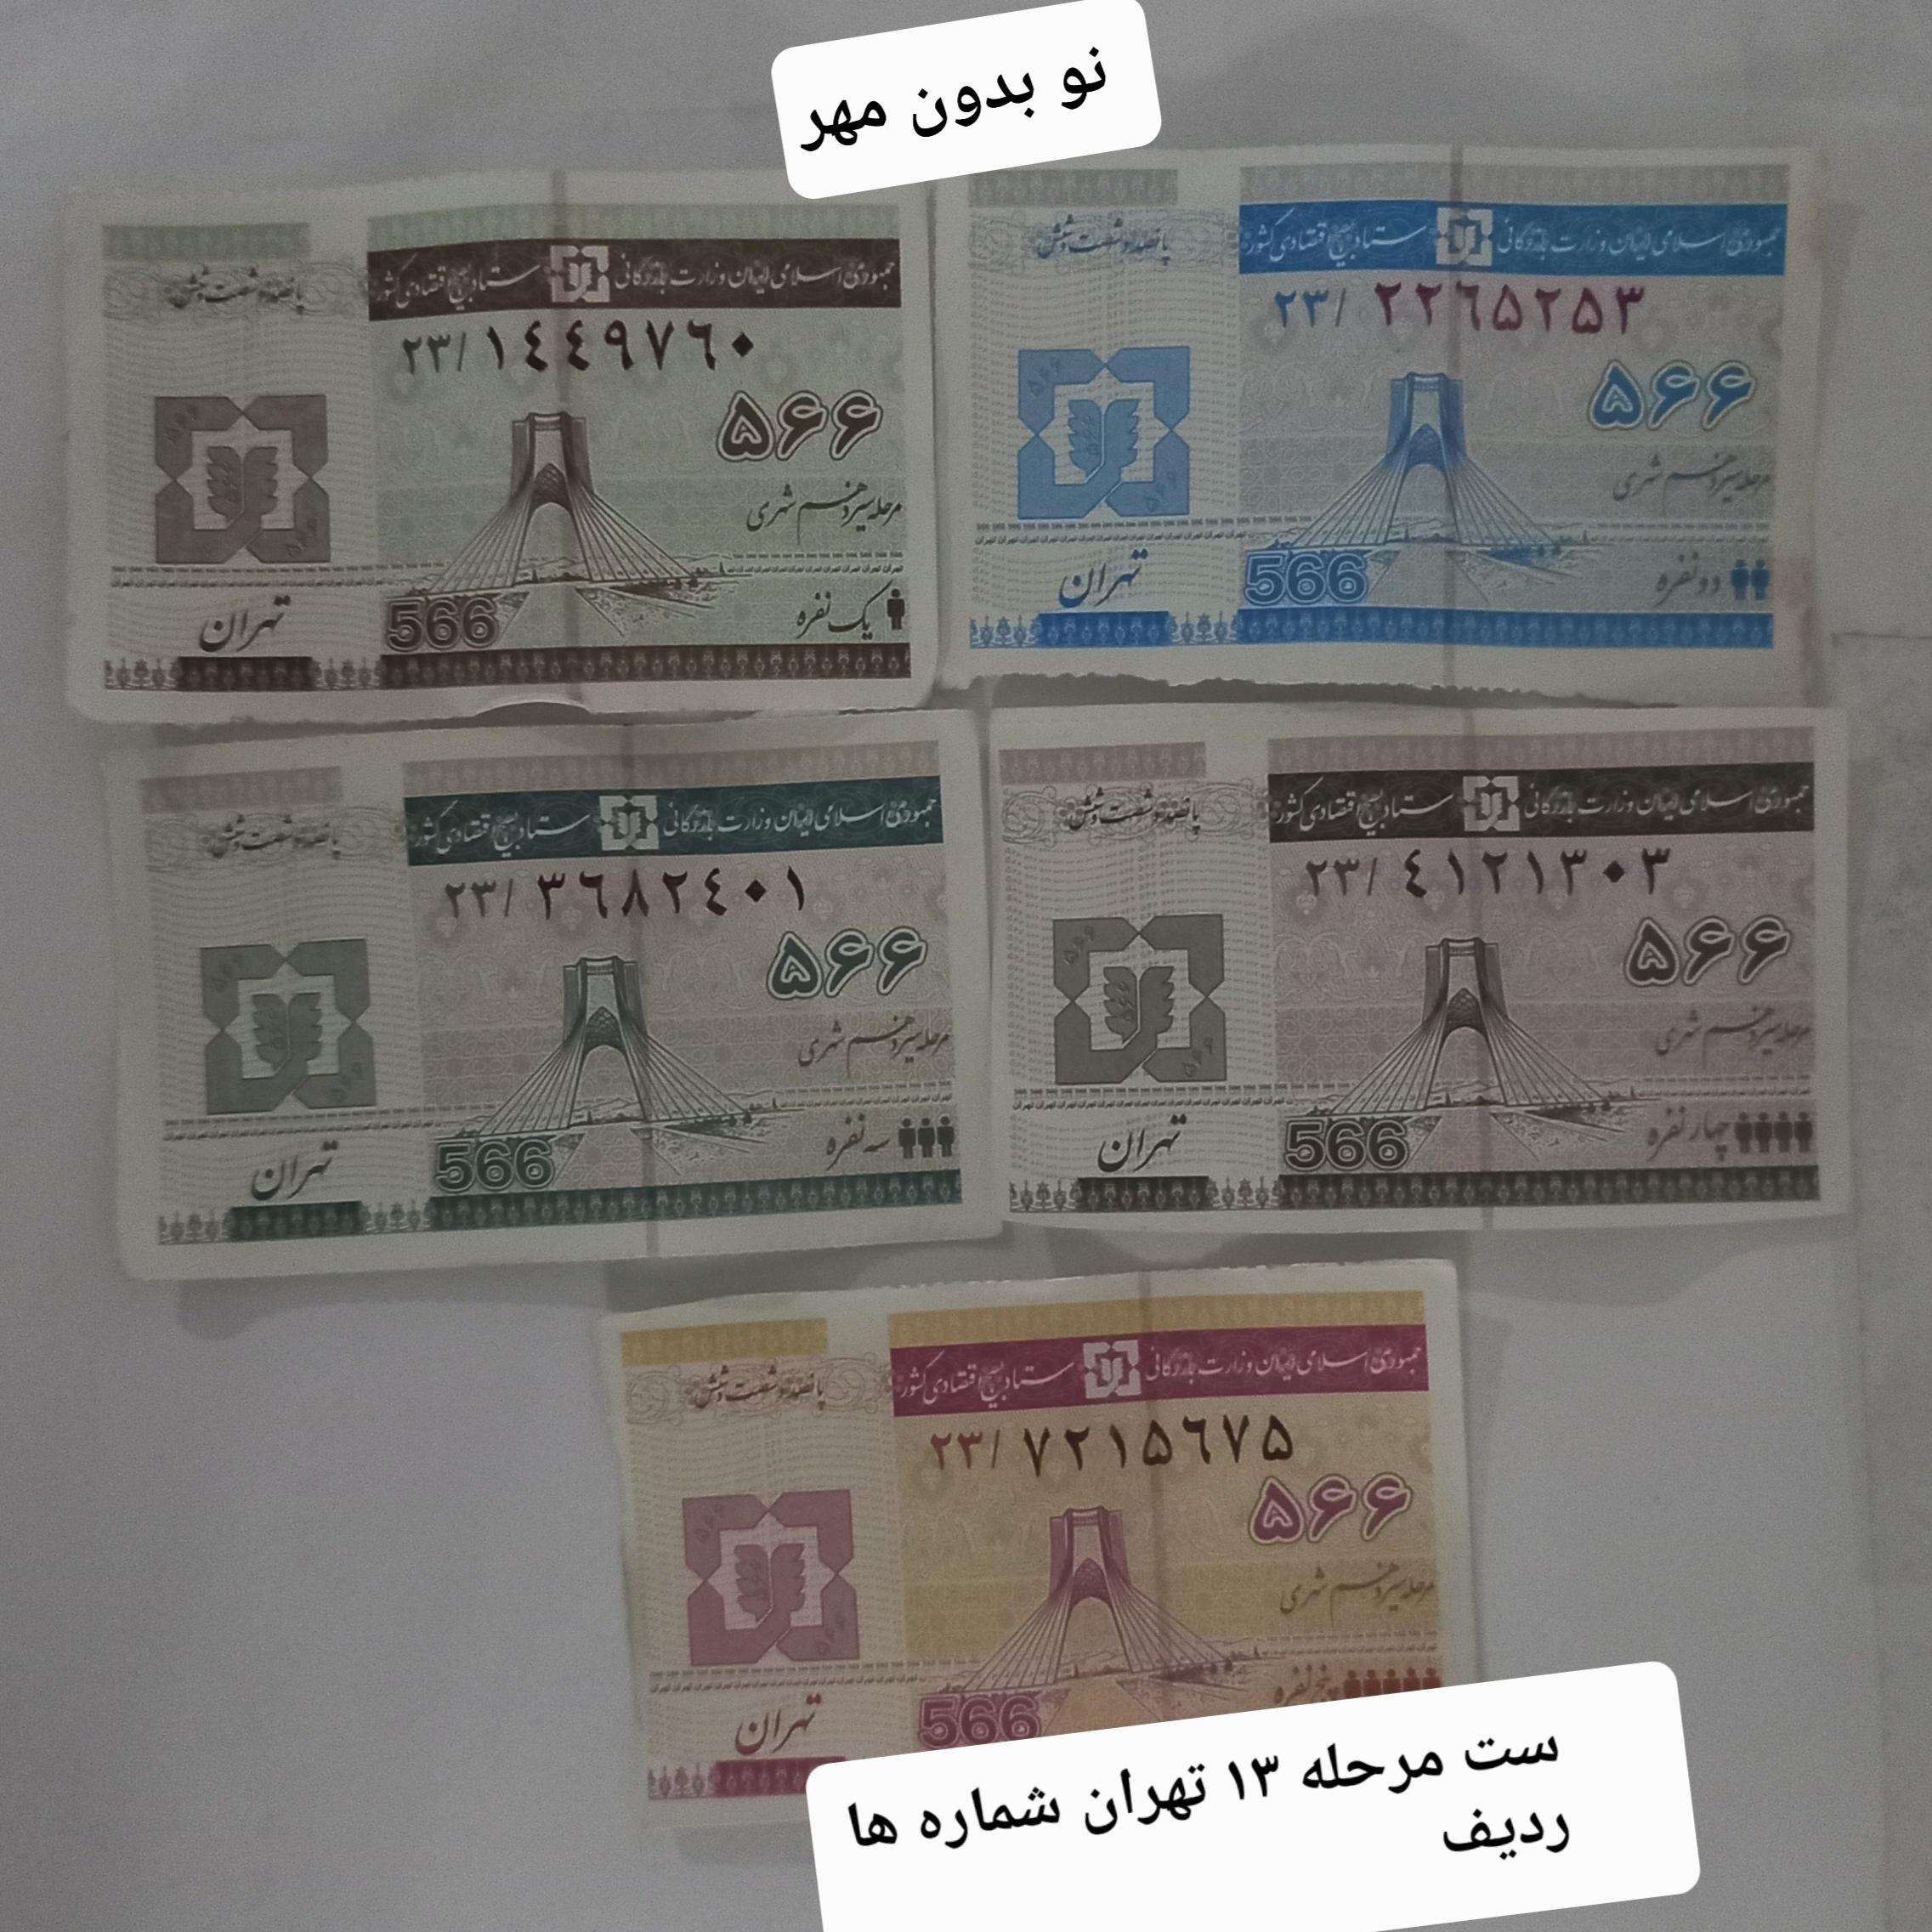 نو بدون مهر
پانصد و شصت و شش
جمهوری اسلامی ایران وزارت بازرگانی ستاد بسیج اقتصادی کشور
۲۳/۱۴۴۹۷۶۰
۵۶۶
مرحله سیزدهم شهری
تهران
566
یک نفره
پانصد و شصت و شش
جمهوری اسلامی ایران وزارت بازرگانی ستاد بسیج اقتصادی کشور
۲۳/۲۲۶۵۲۵۳
۵۶۶
مرحله سیزدهم شهری
تهران
566
دو نفره
پانصد و شصت و شش
جمهوری اسلامی ایران وزارت بازرگانی ستاد بسیج اقتصادی کشور
۲۳/۳۶۸۲۴۰۱
۵۶۶
مرحله سیزدهم شهری
تهران
566
سه نفره
پانصد و شصت و شش
جمهوری اسلامی ایران وزارت بازرگانی ستاد بسیج اقتصادی کشور
۲۳/۴۱۲۱۳۰۳
۵۶۶
مرحله سیزدهم شهری
تهران
566
چهار نفره
پانصد و شصت و شش
جمهوری اسلامی ایران وزارت بازرگانی ستاد بسیج اقتصادی کشور
۲۳/۷۲۱۵۶۷۵
۵۶۶
مرحله سیزدهم شهری
تهران
566
پنج نفره
ست مرحله ۱۳ تهران شماره ها
ردیف